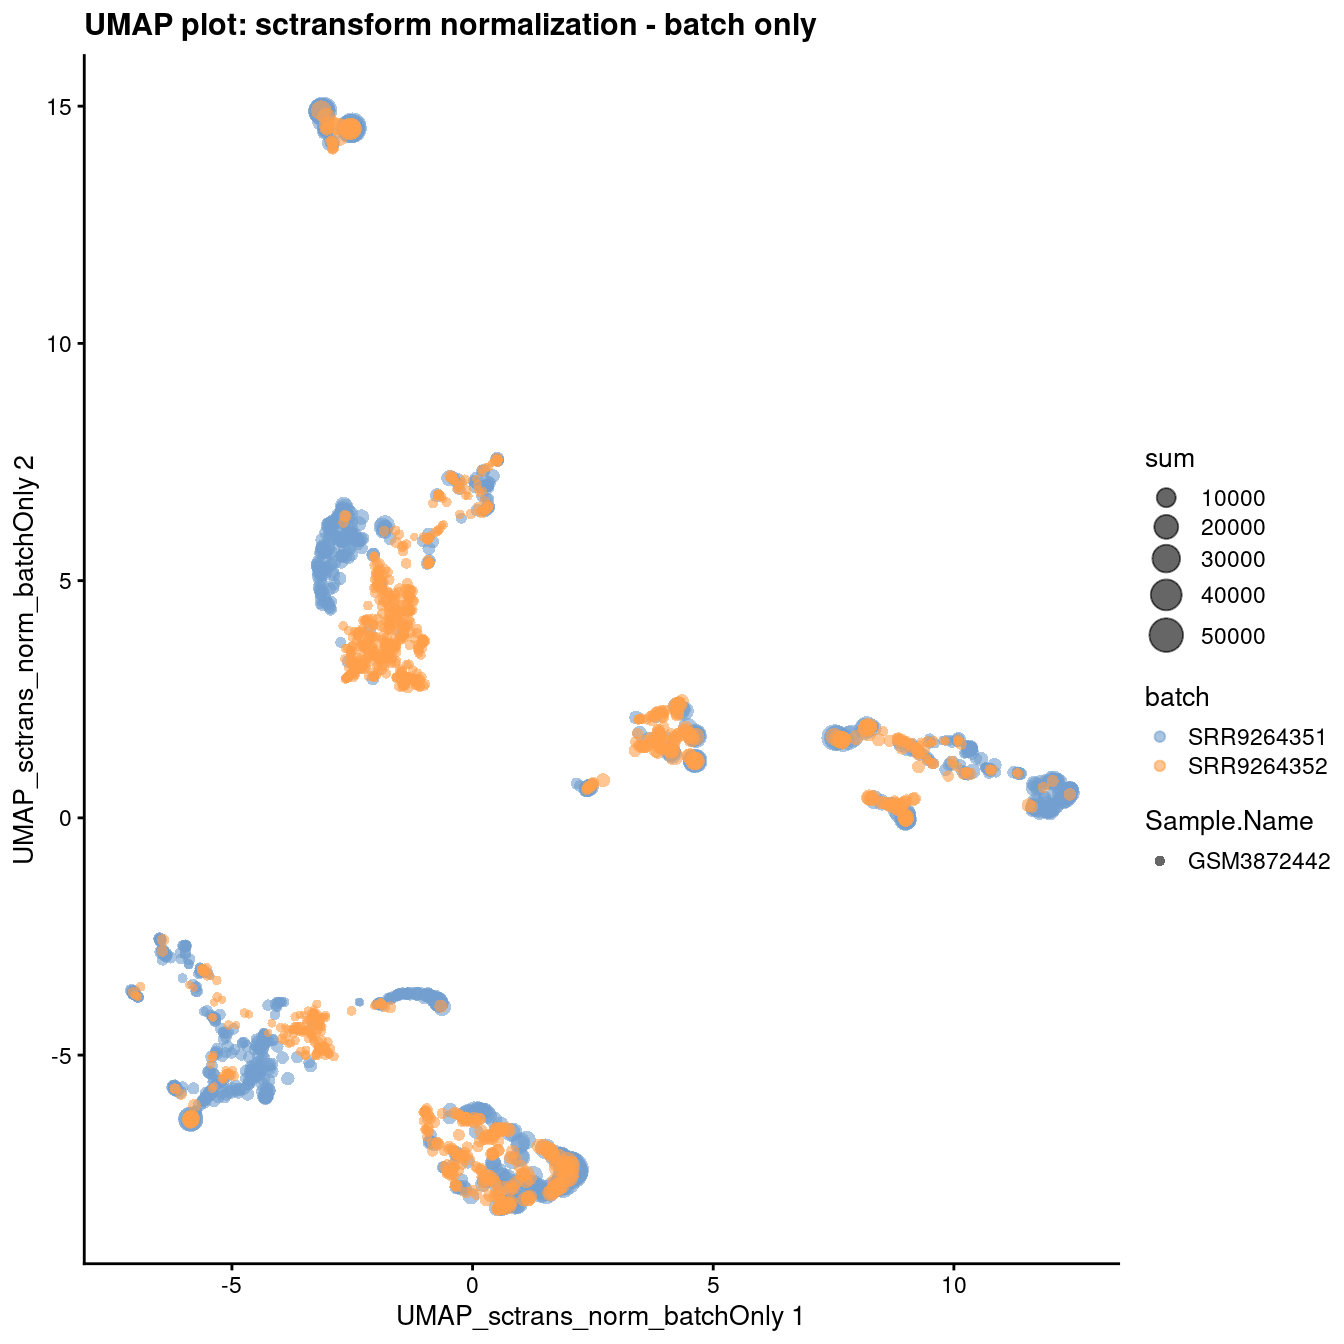 UMAP plot: sctransform normalization - batch only
15
10
5
0
-5
UMAP_sctrans_norm_batchOnly 2
-5
0
5
10
UMAP_sctrans_norm_batchOnly 1
sum
10000
20000
30000
40000
50000
batch
SRR9264351
SRR9264352
Sample.Name
GSM3872442